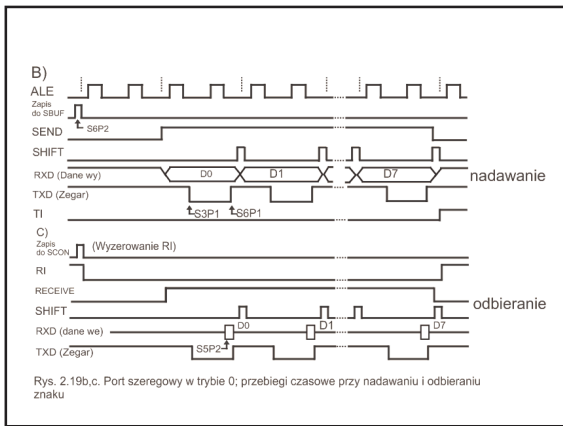 B)
ALE
Zapis
do SBUF
S6P2
SEND
SHIFT
RXD (Dane wy)
D0
D1
D7
nadawanie
TXD (Zegar)
S3P1
S6P1
TI
C)
Zapis
do SCON
(Wyzerowanie RI)
RI
RECEIVE
odbieranie
SHIFT
RXD (dane we)
D0
D1
D7
S5P2
TXD (Zegar)
Rys. 2.19b,c. Port szeregowy w trybie 0; przebiegi czasowe przy nadawaniu i odbieraniu
znaku